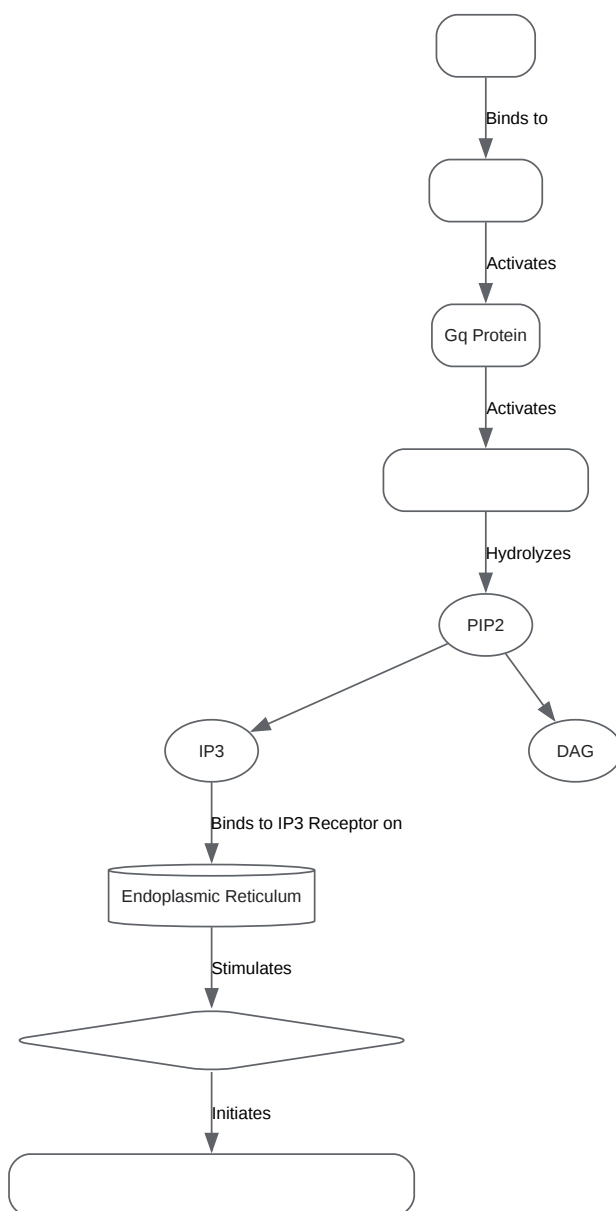 Binds to
Activates
Gq Protein
Activates
Hydrolyzes
PIP2
IP3
DAG
Binds to IP3 Receptor on
Endoplasmic Reticulum
Stimulates
Initiates